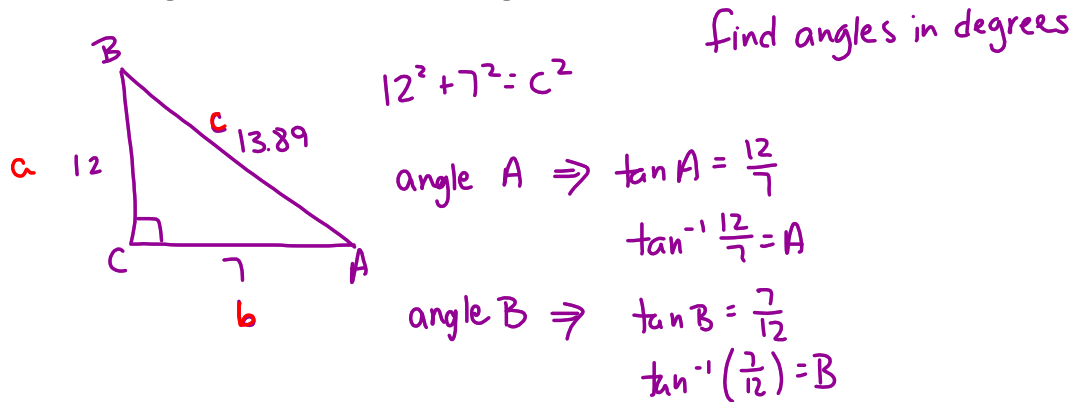 find angles in degrees
B
12² + 7² = c²
c
13.89
a 12
angle A ⇒ tan A = 12/7
tan⁻¹ 12/7 = A
C
7
A
b
angle B ⇒ tan B = 7/12
tan⁻¹ (7/12) = B